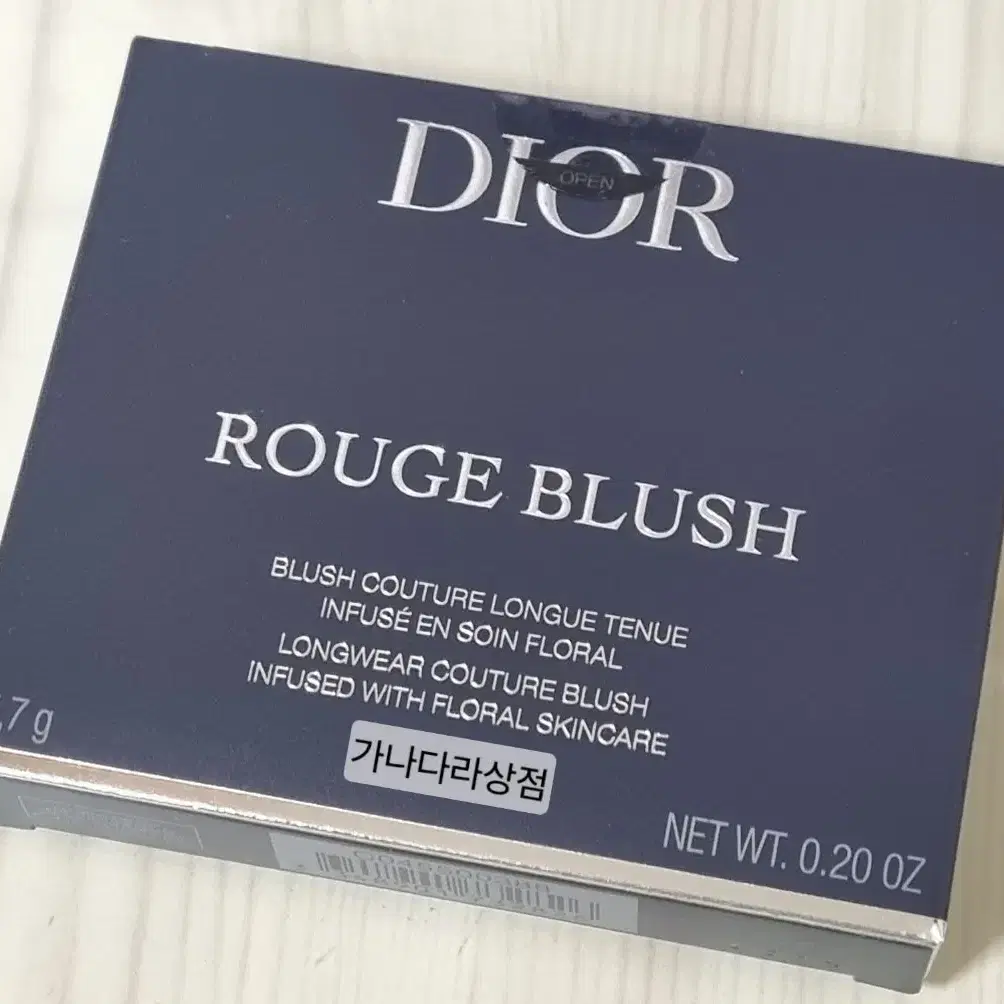 DIOR
OPEN
ROUGE BLUSH
BLUSH COUTURE LONGUE TENUE
INFUSÉ EN SOIN FLORAL
LONGWEAR COUTURE BLUSH
INFUSED WITH FLORAL SKINCARE
,7 g
가나다라상점
NET WT. 0.20 OZ